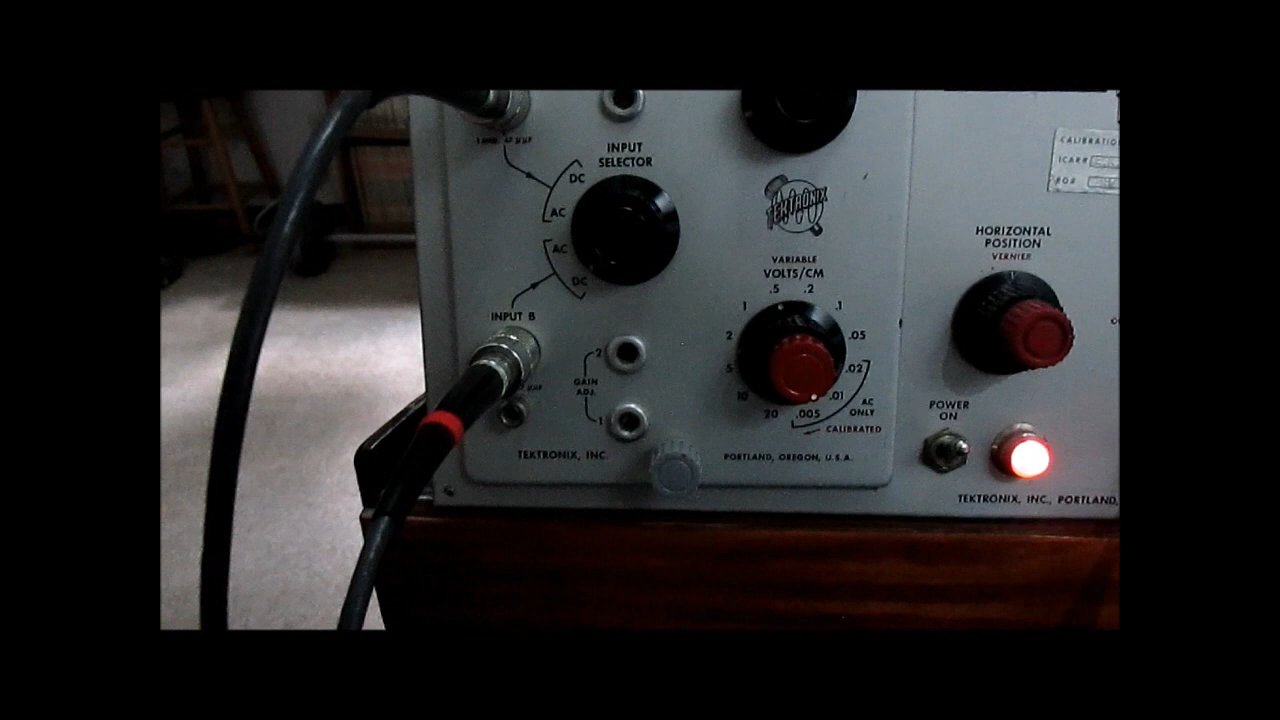 INPUT
SELECTOR
DC
AC
AC
DC
INPUT B
TEKTRONIX
VARIABLE
VOLTS/CM
.5 .2
1 .1
2 .05
5 .02
10 .01
20 .005
AC
ONLY
CALIBRATED
2
GAIN
ADJ.
1
TEKTRONIX, INC.
PORTLAND, OREGON, U.S.A.
HORIZONTAL
POSITION
VERNIER
POWER
ON
TEKTRONIX, INC., PORTLAND,
CALIBRATIO